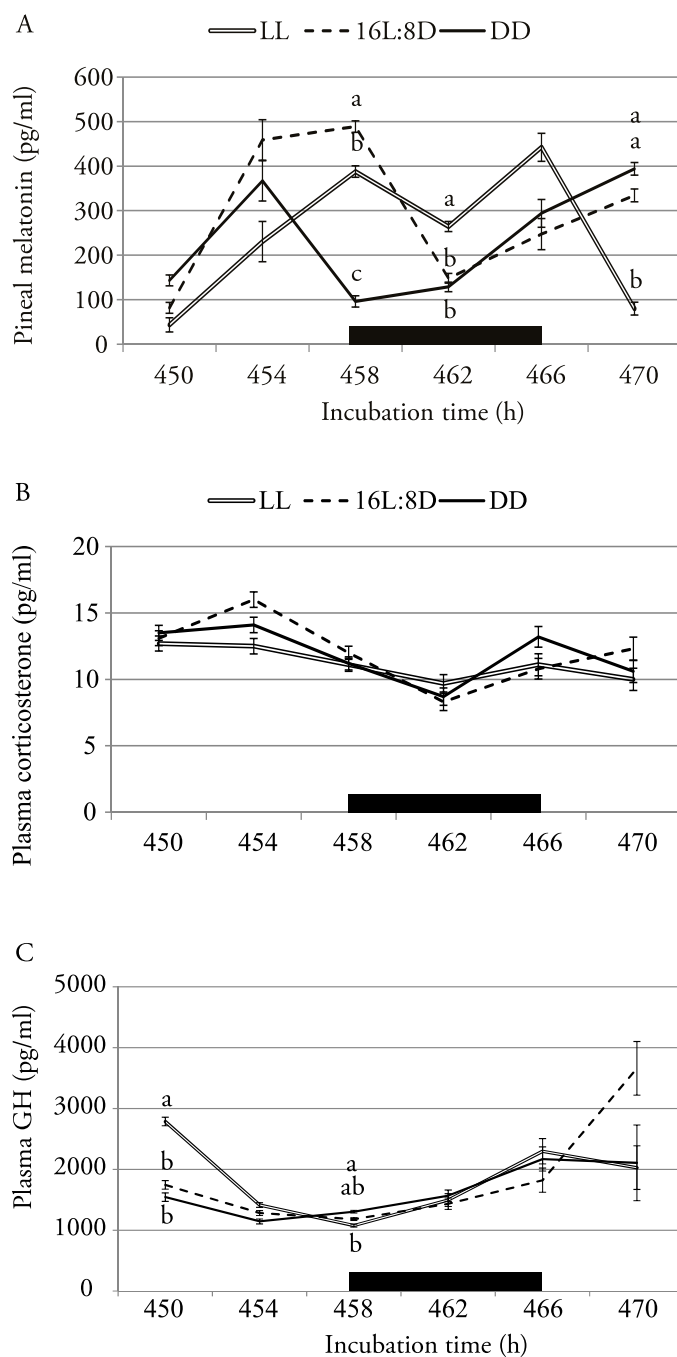 A
LL 16L:8D DD
Pineal melatonin (pg/ml)
600
500
400
300
200
100
0
a
b
c
a
b
b
a
a
b
450 454 458 462 466 470
Incubation time (h)
B
LL 16L:8D DD
Plasma corticosterone (pg/ml)
20
15
10
5
0
450 454 458 462 466 470
C
Plasma GH (pg/ml)
5000
4000
3000
2000
1000
0
a
b
b
a
ab
b
450 454 458 462 466 470
Incubation time (h)